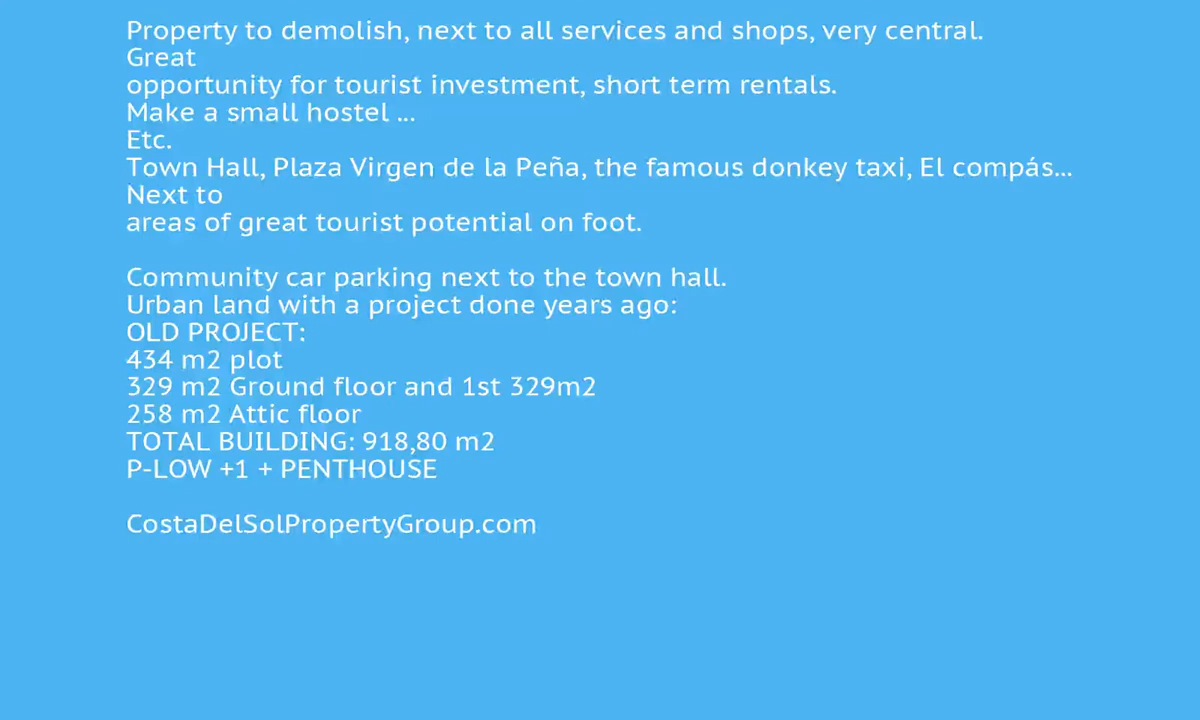 Property to demolish, next to all services and shops, very central.
Great
opportunity for tourist investment, short term rentals.
Make a small hostel ...
Etc.
Town Hall, Plaza Virgen de la Peña, the famous donkey taxi, El compás...
Next to
areas of great tourist potential on foot.
Community car parking next to the town hall.
Urban land with a project done years ago:
OLD PROJECT:
434 m2 plot
329 m2 Ground floor and 1st 329m2
258 m2 Attic floor
TOTAL BUILDING: 918,80 m2
P-LOW +1 + PENTHOUSE
CostaDelSolPropertyGroup.com